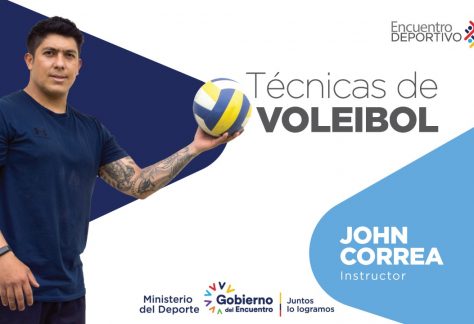 Encuentro
DEPORTIVO
Técnicas de
VOLEIBOL
JOHN
CORREA
Instructor
Ministerio
del Deporte
Gobierno
del Encuentro
Juntos
lo logramos